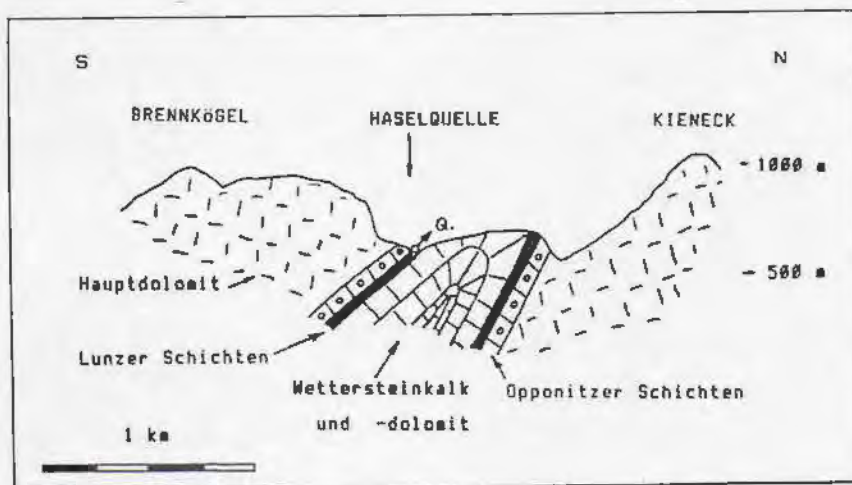 S N
BRENNKÖGEL HASELQUELLE KIENECK
- 1000 m
Q.
Hauptdolomit
- 500 m
Lunzer Schichten
Wettersteinkalk Opponitzer Schichten
und -dolomit
1 km